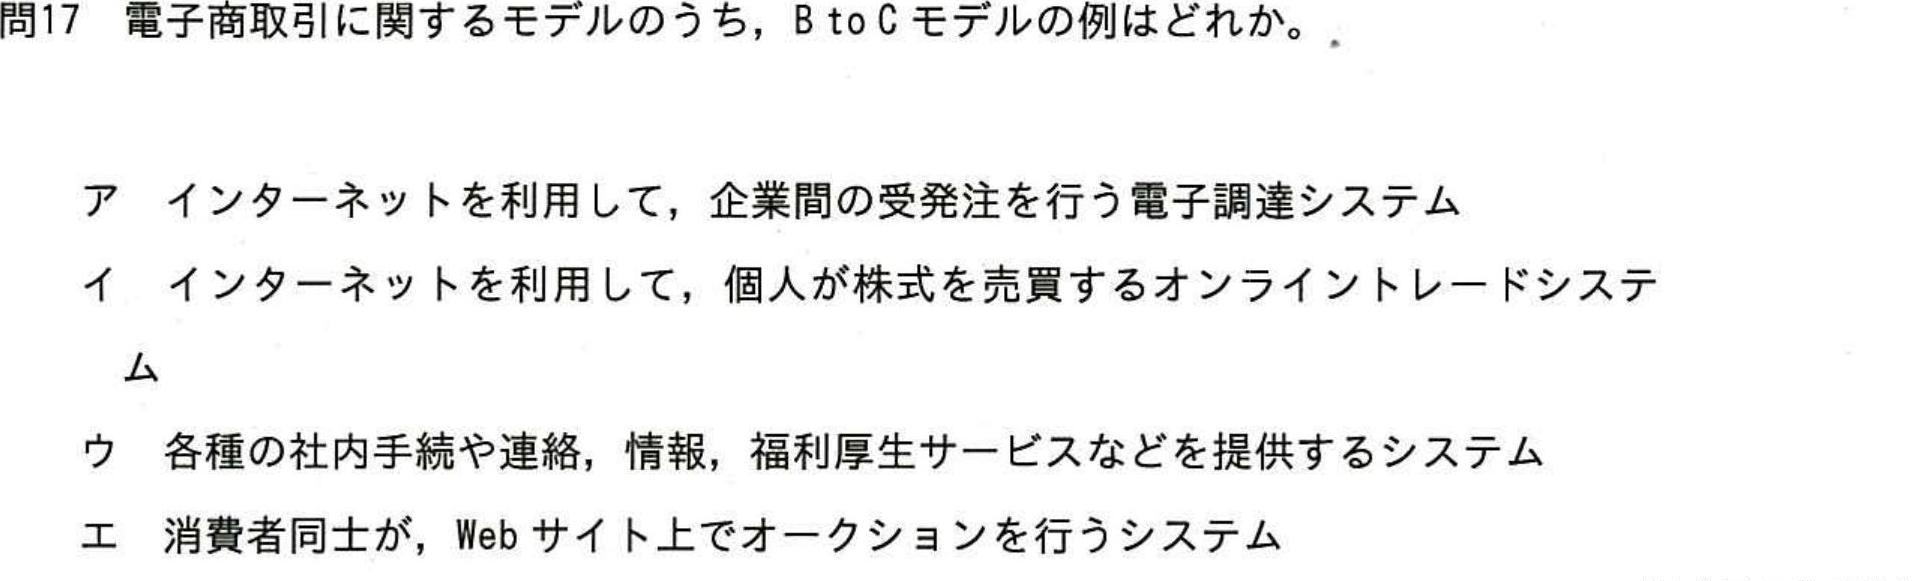 問17　電子商取引に関するモデルのうち，B to C モデルの例はどれか。
ア　インターネットを利用して，企業間の受発注を行う電子調達システム
イ　インターネットを利用して，個人が株式を売買するオンライントレードシステ
ム
ウ　各種の社内手続や連絡，情報，福利厚生サービスなどを提供するシステム
エ　消費者同士が，Web サイト上でオークションを行うシステム